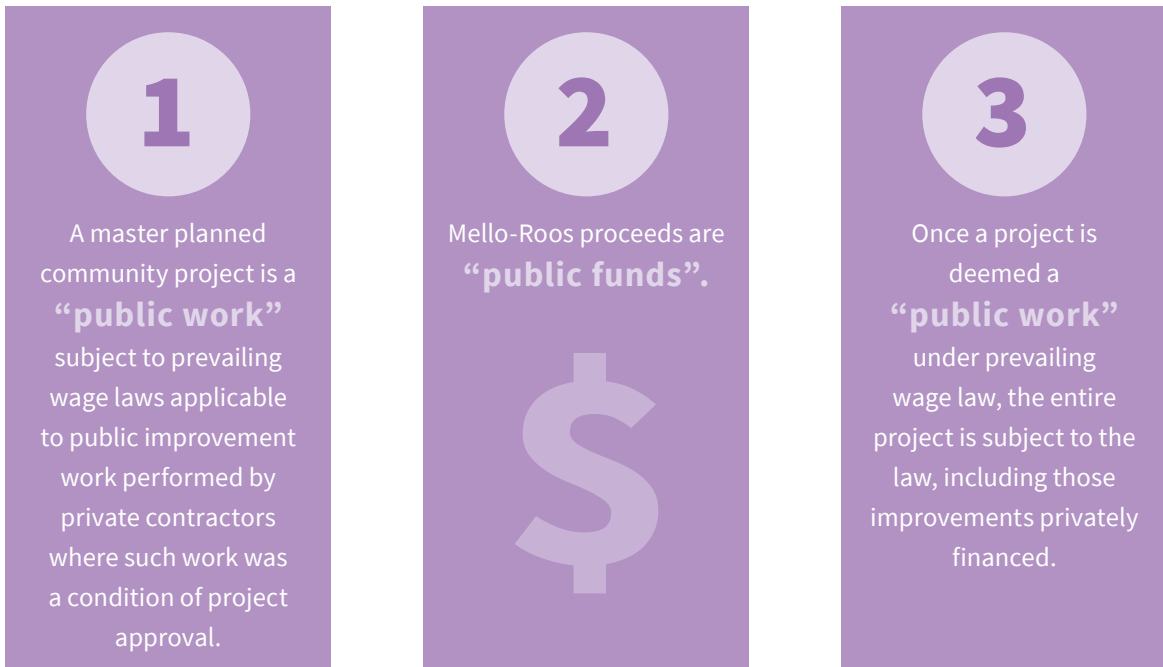 1
A master planned
community project is a
“public work”
subject to prevailing
wage laws applicable
to public improvement
work performed by
private contractors
where such work was
a condition of project
approval.
2
Mello-Roos proceeds are
“public funds”.
$
3
Once a project is
deemed a
“public work”
under prevailing
wage law, the entire
project is subject to the
law, including those
improvements privately
financed.